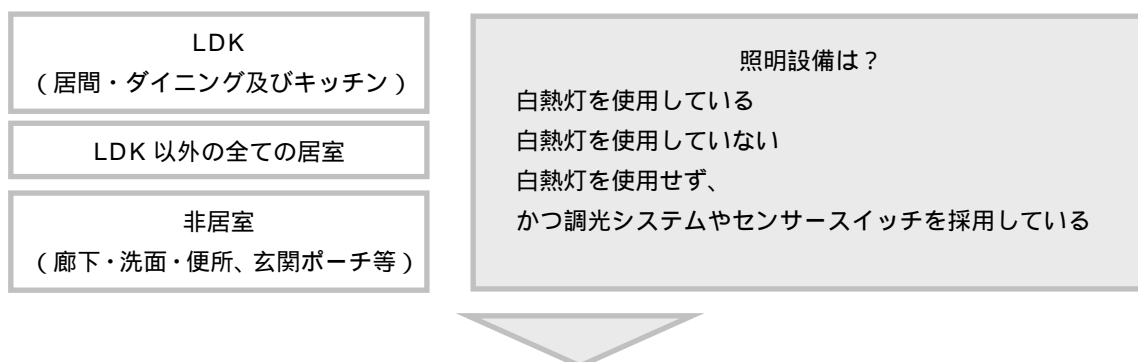 LDK
(居間・ダイニング及びキッチン)
LDK 以外の全ての居室
非居室
(廊下・洗面・便所、玄関ポーチ等)
照明設備は？
白熱灯を使用している
白熱灯を使用していない
白熱灯を使用せず、
かつ調光システムやセンサースイッチを採用している